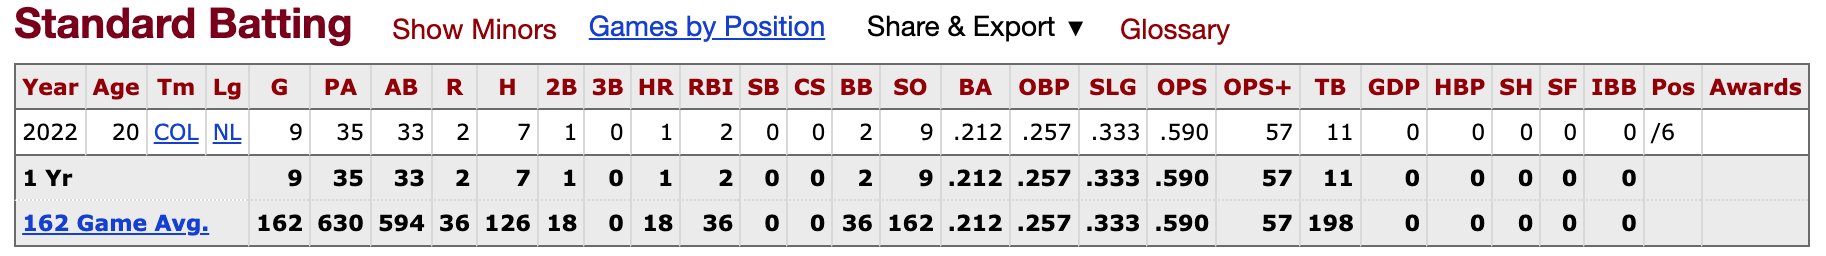 Standard Batting Show Minors Games by Position Share & Export ▼ Glossary
Year Age Tm Lg G PA AB R H 2B 3B HR RBI SB CS BB SO BA OBP SLG OPS OPS+ TB GDP HBP SH SF IBB Pos Awards
2022 20 COL NL 9 35 33 2 7 1 0 1 2 0 0 2 9 .212 .257 .333 .590 57 11 0 0 0 0 0 /6
1 Yr 9 35 33 2 7 1 0 1 2 0 0 2 9 .212 .257 .333 .590 57 11 0 0 0 0 0
162 Game Avg. 162 630 594 36 126 18 0 18 36 0 0 36 162 .212 .257 .333 .590 57 198 0 0 0 0 0